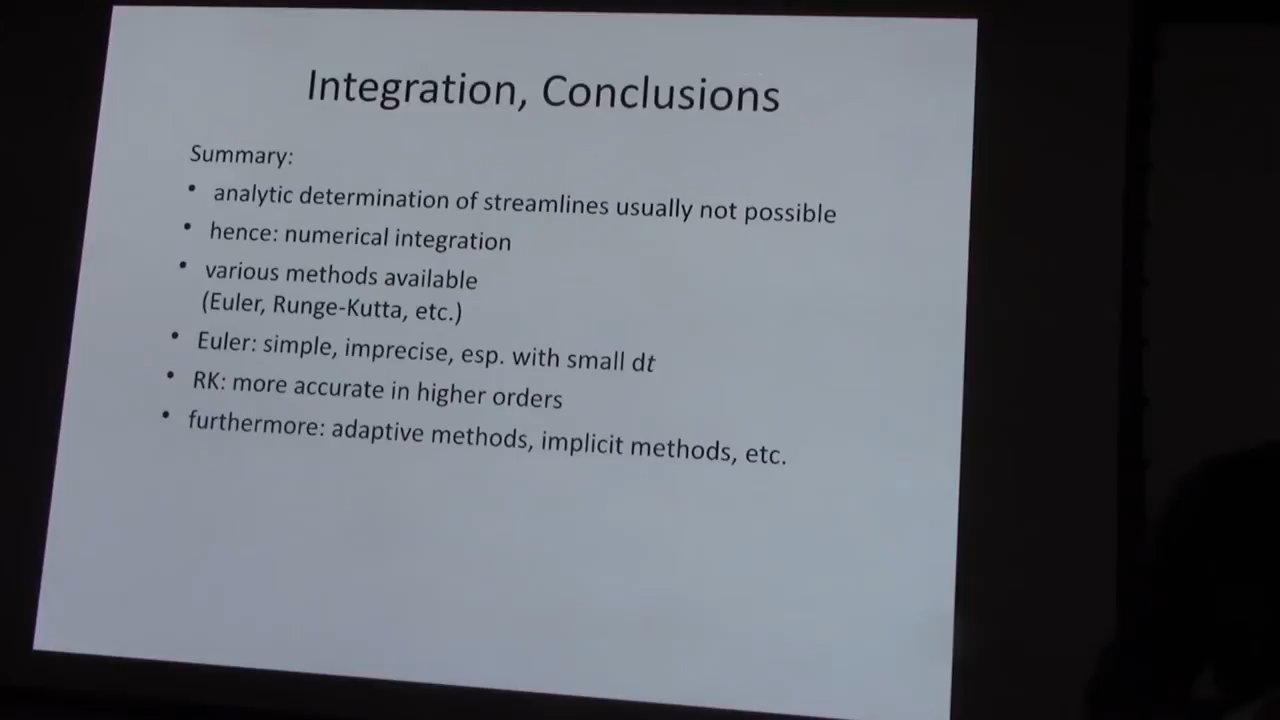 Integration, Conclusions
Summary:
• analytic determination of streamlines usually not possible
• hence: numerical integration
• various methods available
(Euler, Runge-Kutta, etc.)
• Euler: simple, imprecise, esp. with small dt
• RK: more accurate in higher orders
• furthermore: adaptive methods, implicit methods, etc.